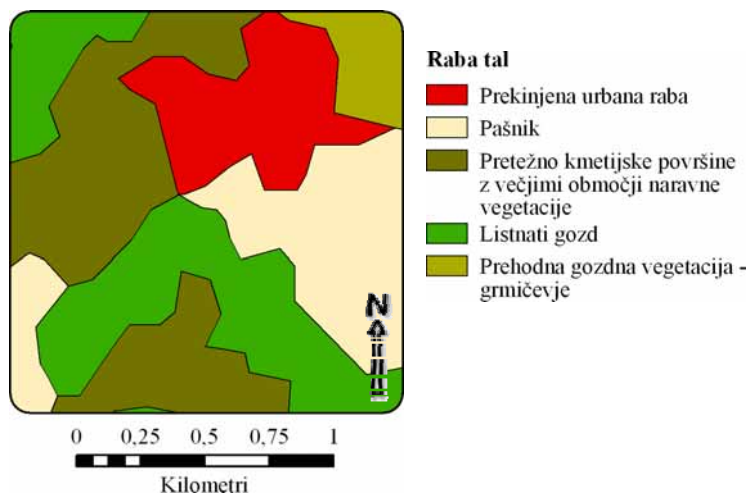 Raba tal
Prekinjena urbana raba
Pašnik
Pretežno kmetijske površine
z večjimi območji naravne
vegetacije
Listnati gozd
Prehodna gozdna vegetacija -
grmičevje
N
0 0,25 0,5 0,75 1
Kilometri